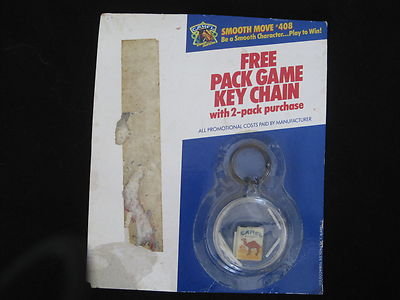 CAMEL
SMOOTH MOVE #408
Be a Smooth Character....Play to Win!
FREE
PACK GAME
KEY CHAIN
with 2-pack purchase
ALL PROMOTIONAL COSTS PAID BY MANUFACTURER
CAMEL